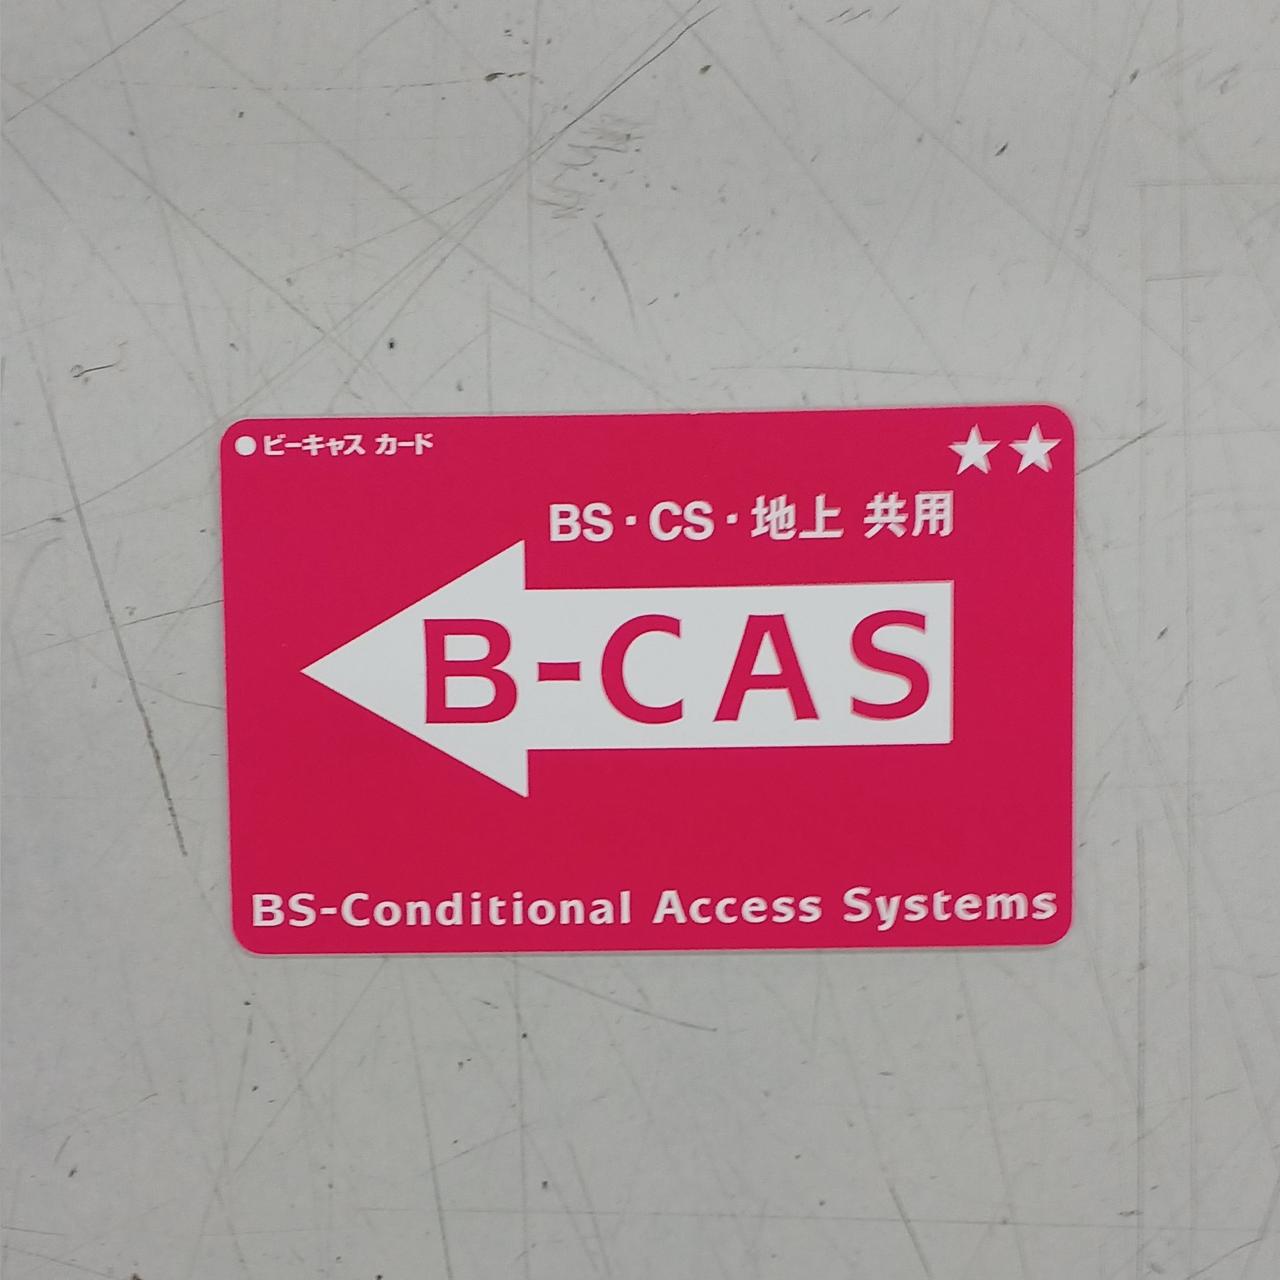 ●ビーキャス カード
★★
BS・CS・地上 共用
B-CAS
BS-Conditional Access Systems